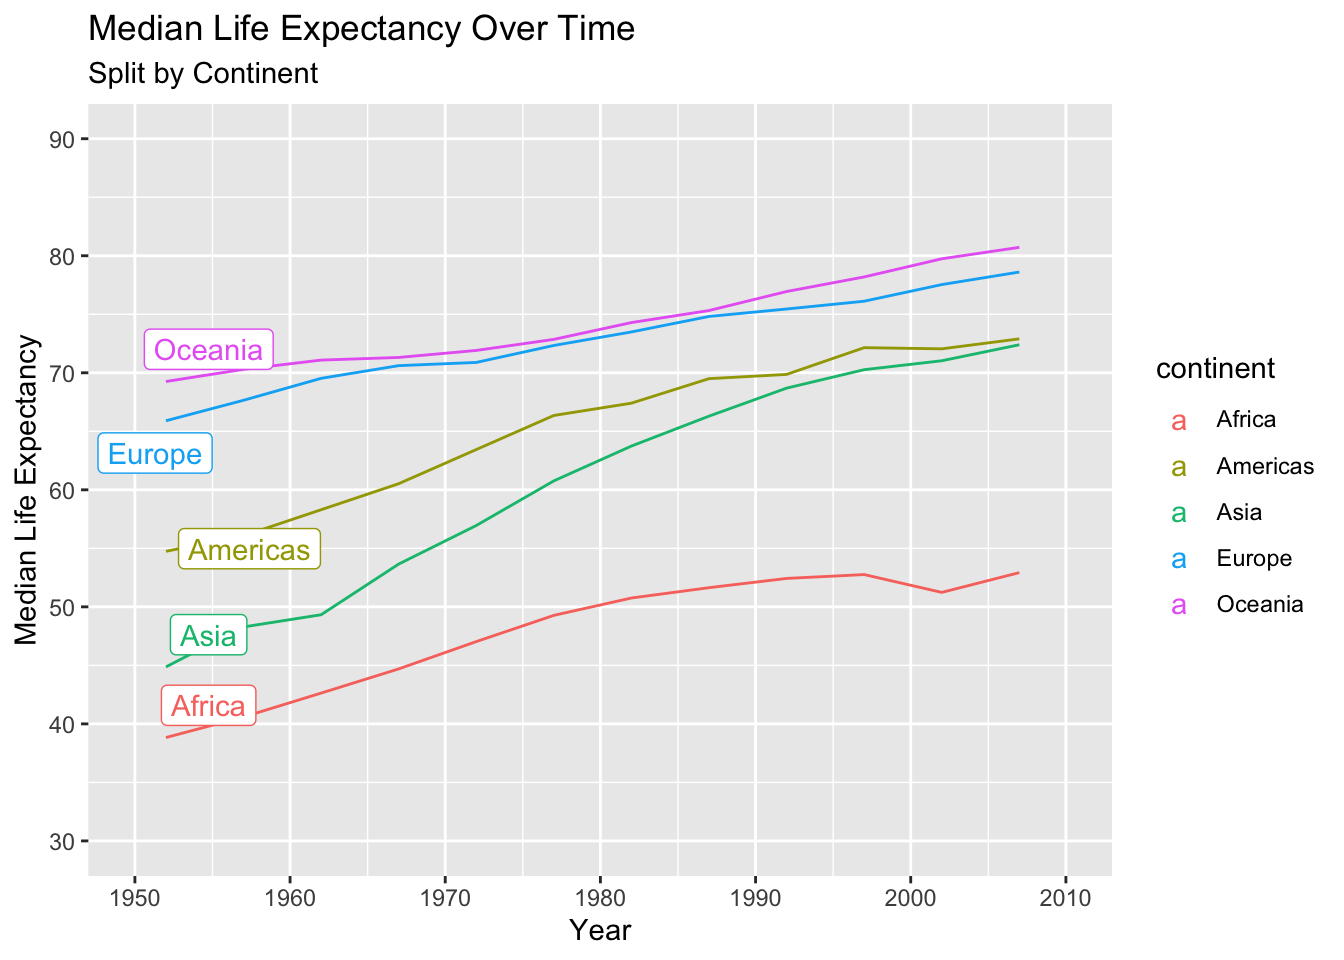 Median Life Expectancy Over Time
Split by Continent
Median Life Expectancy
90
80
70
60
50
40
30
Oceania
Europe
Americas
Asia
Africa
1950 1960 1970 1980 1990 2000 2010
Year
continent
a Africa
a Americas
a Asia
a Europe
a Oceania